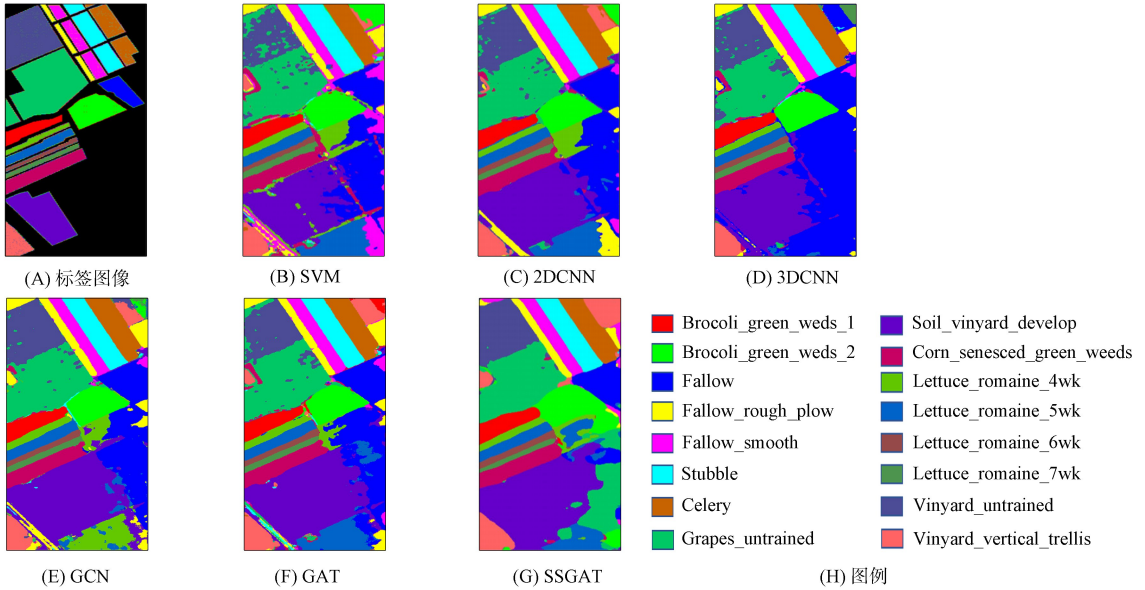 (A) 标签图像
(B) SVM
(C) 2DCNN
(D) 3DCNN
(E) GCN
(F) GAT
(G) SSGAT
Brocoli_green_weds_1
Brocoli_green_weds_2
Fallow
Fallow_rough_plow
Fallow_smooth
Stubble
Celery
Grapes_untrained
Soil_vinyard_develop
Corn_senesced_green_weeds
Lettuce_romaine_4wk
Lettuce_romaine_5wk
Lettuce_romaine_6wk
Lettuce_romaine_7wk
Vinyard_untrained
Vinyard_vertical_trellis
(H) 图例